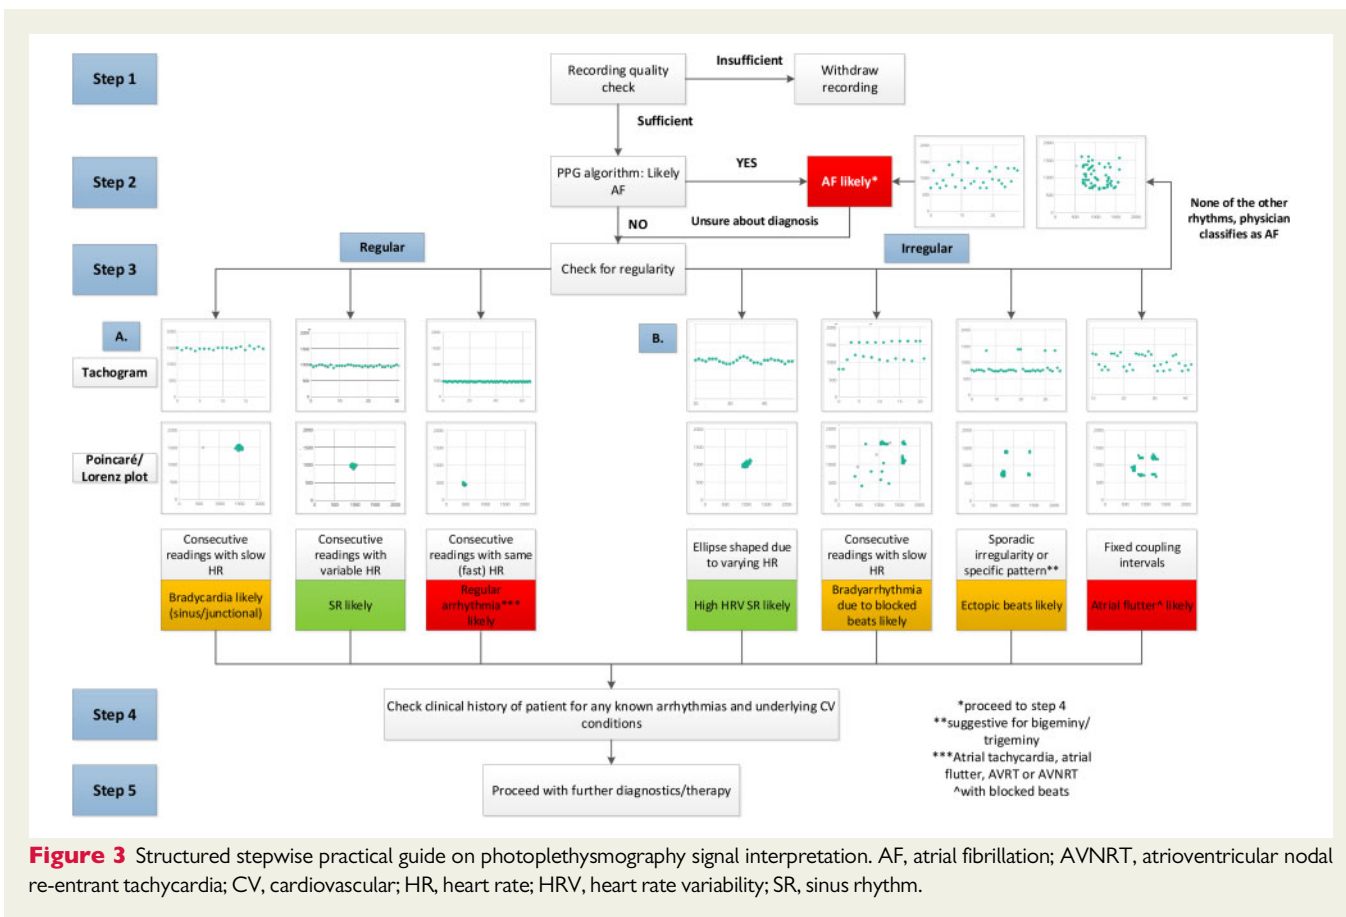 Step 1
Recording quality
check
Insufficient
Withdraw
recording
Sufficient
Step 2
PPG algorithm: Likely
AF
YES
AF likely*
None of the other
rhythms, physician
classifies as AF
NO
Unsure about diagnosis
Step 3
Regular
Check for regularity
Irregular
A.
B.
Tachogram
Poincaré/
Lorenz plot
Consecutive
readings with slow
HR
Bradycardia likely
(sinus/junctional)
Consecutive
readings with
variable HR
SR likely
Consecutive
readings with same
(fast) HR
Regular
arrhythmia***
likely
Ellipse shaped due
to varying HR
High HRV SR likely
Consecutive
readings with slow
HR
Bradyarrhythmia
due to blocked
beats likely
Sporadic
irregularity or
specific pattern**
Ectopic beats likely
Fixed coupling
intervals
Atrial flutter^ likely
Step 4
Check clinical history of patient for any known arrhythmias and underlying CV
conditions
Step 5
Proceed with further diagnostics/therapy
*proceed to step 4
**suggestive for bigeminy/
trigeminy
***Atrial tachycardia, atrial
flutter, AVRT or AVNRT
^with blocked beats
Figure 3 Structured stepwise practical guide on photoplethysmography signal interpretation. AF, atrial fibrillation; AVNRT, atrioventricular nodal
re-entrant tachycardia; CV, cardiovascular; HR, heart rate; HRV, heart rate variability; SR, sinus rhythm.